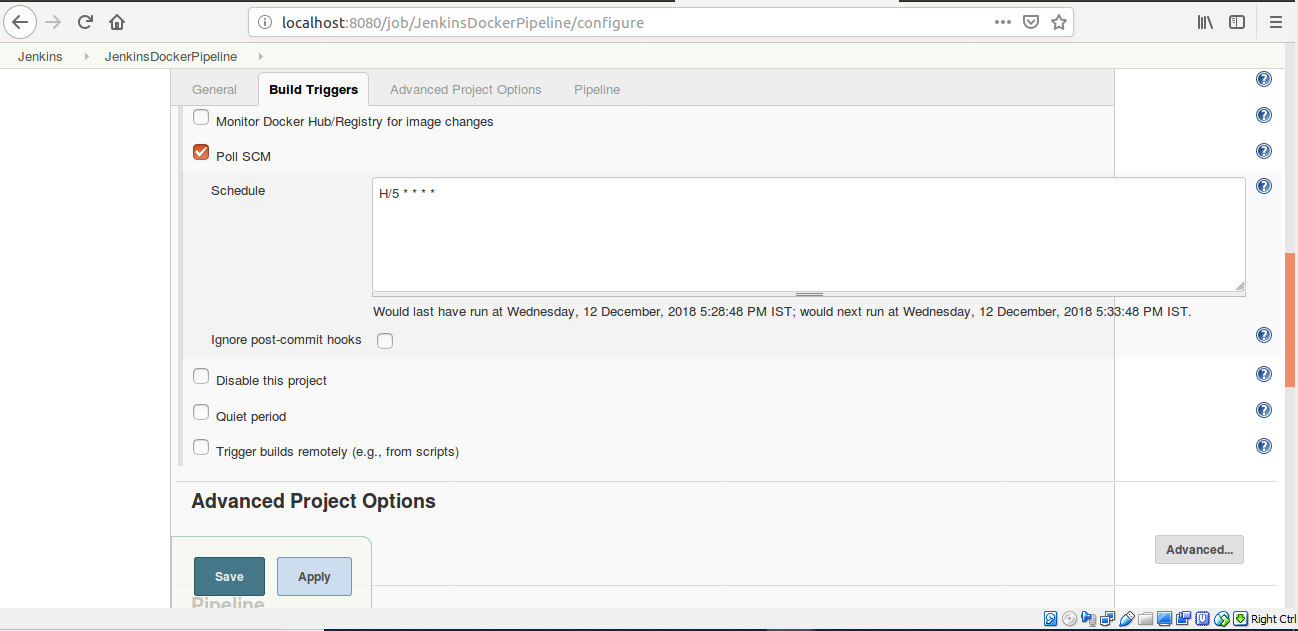 localhost:8080/job/JenkinsDockerPipeline/configure
Jenkins JenkinsDockerPipeline
General Build Triggers Advanced Project Options Pipeline
Monitor Docker Hub/Registry for image changes
Poll SCM
Schedule
H/5 * * * *
Would last have run at Wednesday, 12 December, 2018 5:28:48 PM IST; would next run at Wednesday, 12 December, 2018 5:33:48 PM IST.
Ignore post-commit hooks
Disable this project
Quiet period
Trigger builds remotely (e.g., from scripts)
Advanced Project Options
Advanced...
Save Apply
Pipeline
Right Ctrl